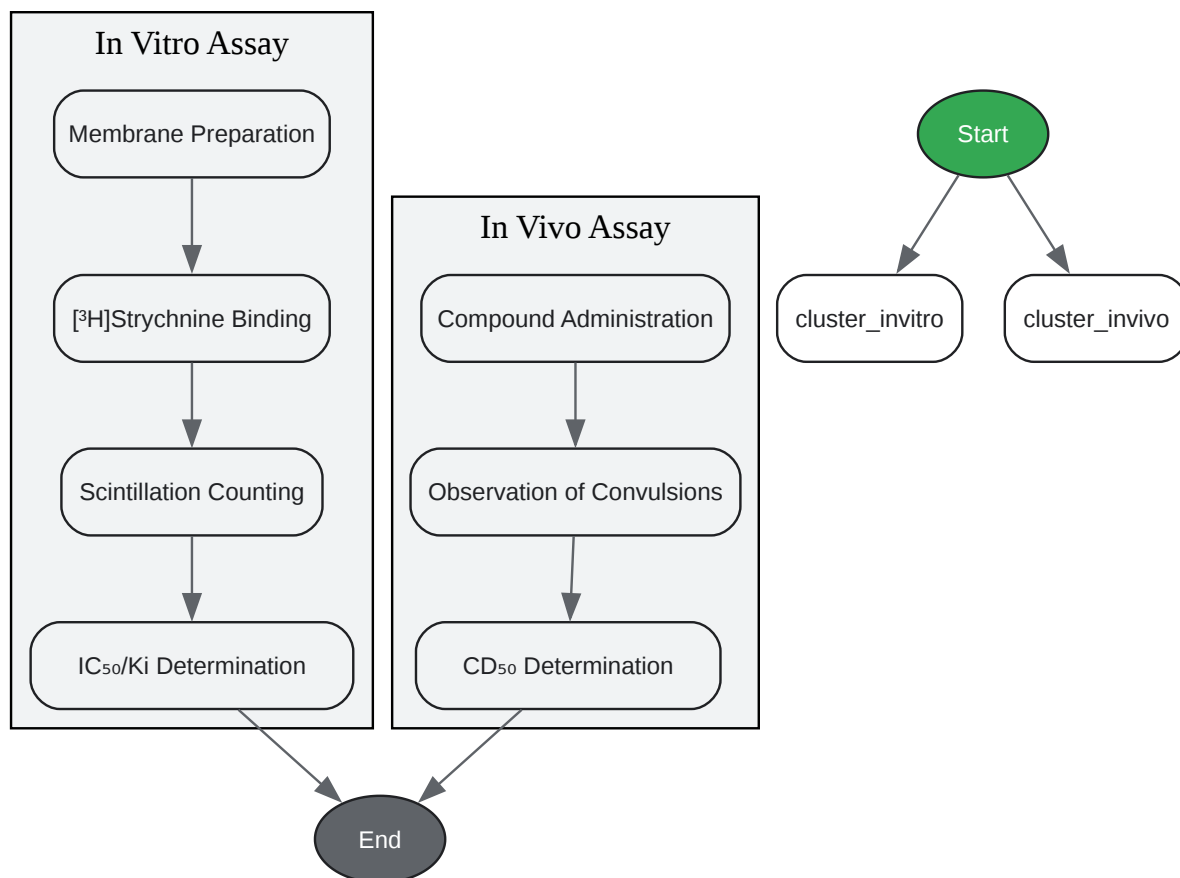 In Vitro Assay
Membrane Preparation
[³H]Strychnine Binding
Scintillation Counting
IC₅₀/Ki Determination
In Vivo Assay
Compound Administration
Observation of Convulsions
CD₅₀ Determination
End
Start
cluster_invitro
cluster_invivo